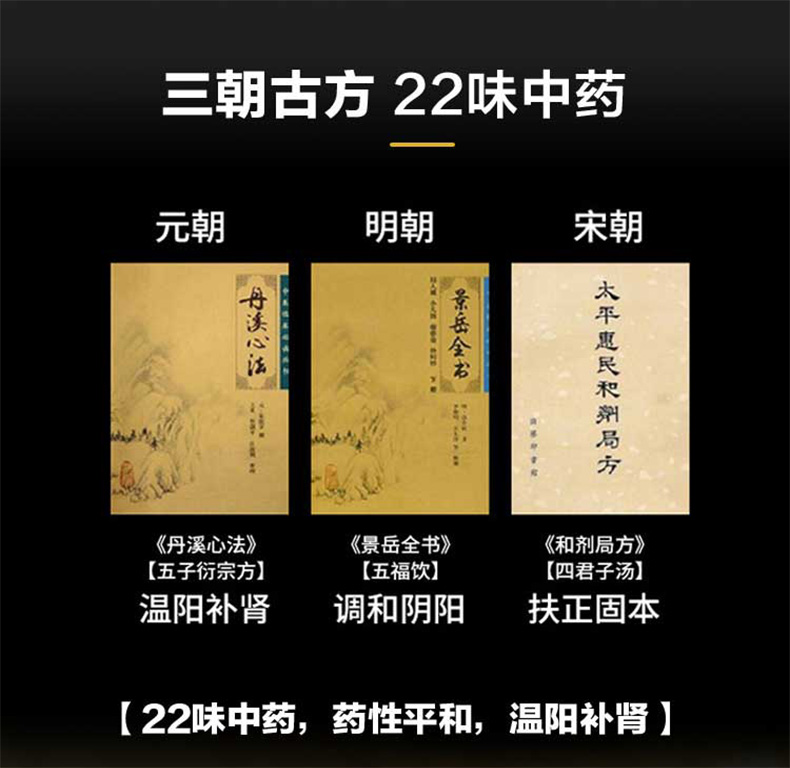 三朝古方 22味中药
元朝
明朝
宋朝
丹溪心法
景岳全书
太平惠民和剂局方
《丹溪心法》
【五子衍宗方】
温阳补肾
《景岳全书》
【五福饮】
调和阴阳
《和剂局方》
【四君子汤】
扶正固本
【22味中药，药性平和，温阳补肾】